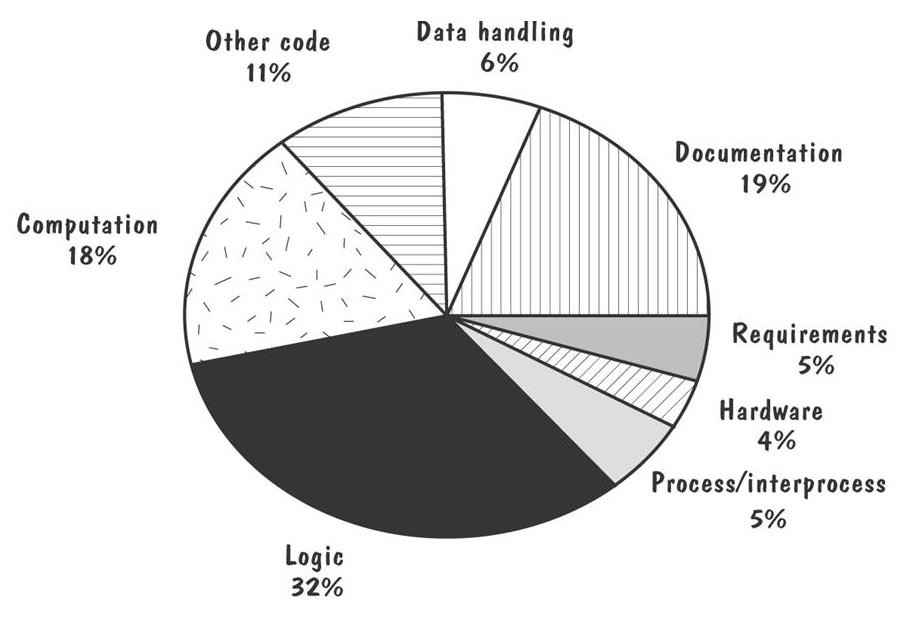 Data handling
6%
Other code
11%
Documentation
19%
Computation
18%
Requirements
5%
Hardware
4%
Process/interprocess
5%
Logic
32%